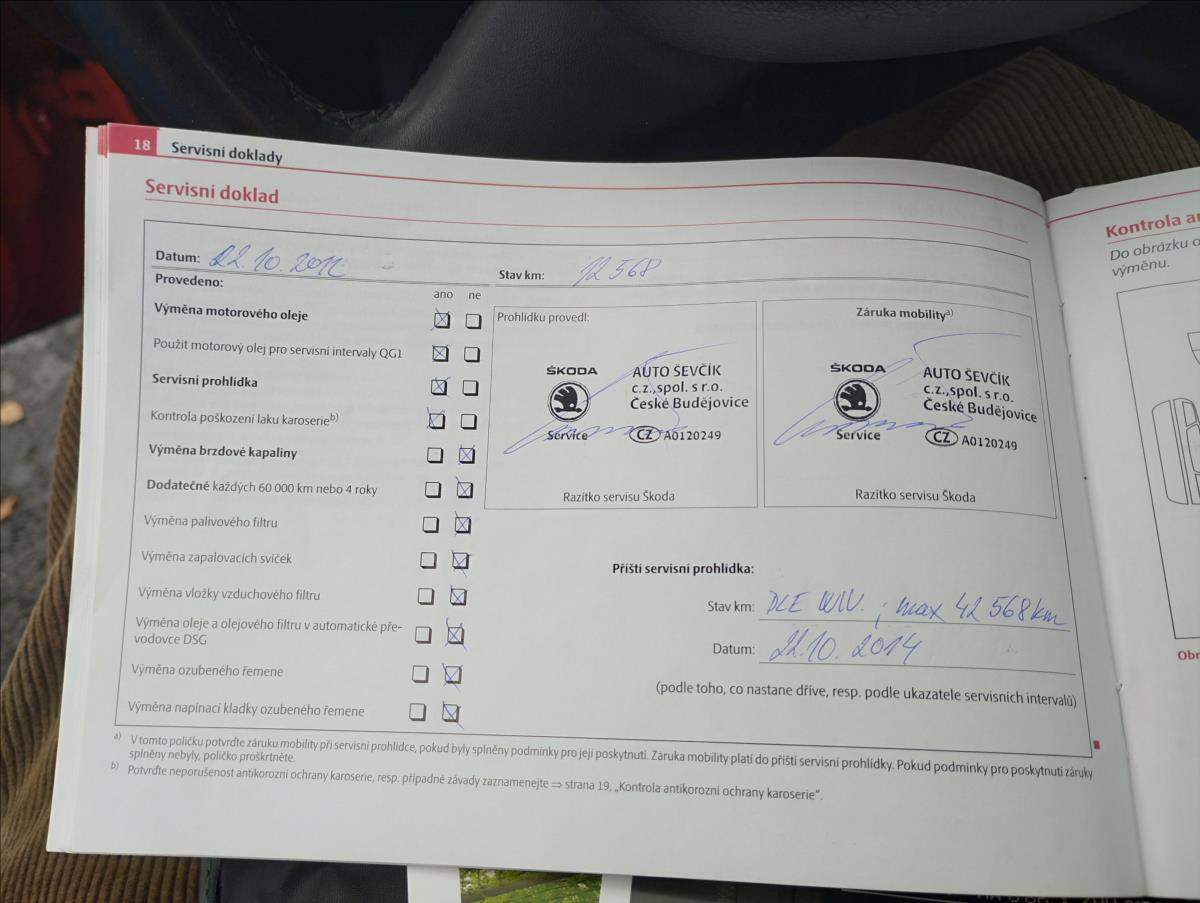 18 Servisní doklady
Servisní doklad
Datum: 22.10.2012 Stav km: 12 568
Provedeno:
ano ne
Výměna motorového oleje
Použit motorový olej pro servisní intervaly QG1
Servisní prohlídka
Kontrola poškození laku karoserieb)
Výměna brzdové kapaliny
Dodatečně každých 60 000 km nebo 4 roky
Výměna palivového filtru
Výměna zapalovacích svíček
Výměna vložky vzduchového filtru
Výměna oleje a olejového filtru v automatické pře-
vodovce DSG
Výměna ozubeného řemene
Výměna napínací kladky ozubeného řemene
Prohlídku provedl:
ŠKODA AUTO ŠEVČÍK
c.z.,spol. s r.o.
České Budějovice
Service CZ A0120249
Razítko servisu Škoda
Záruka mobilitya)
ŠKODA AUTO ŠEVČÍK
c.z.,spol. s r.o.
České Budějovice
Service CZ A0120249
Razítko servisu Škoda
Příští servisní prohlídka:
Stav km: DLE WIV. ; max 42 568 km
Datum: 22.10. 2014
(podle toho, co nastane dříve, resp. podle ukazatele servisních intervalů)
a) V tomto políčku potvrďte záruku mobility při servisní prohlídce, pokud byly splněny podmínky pro její poskytnutí. Záruka mobility platí do příští servisní prohlídky. Pokud podmínky pro poskytnutí záruky
splněny nebyly, políčko proškrtněte.
b) Potvrďte neporušenost antikorozní ochrany karoserie, resp. případné závady zaznamenejte ⇒ strana 19, „Kontrola antikorozní ochrany karoserie“.
Kontrola
Do obrázku
výměnu.